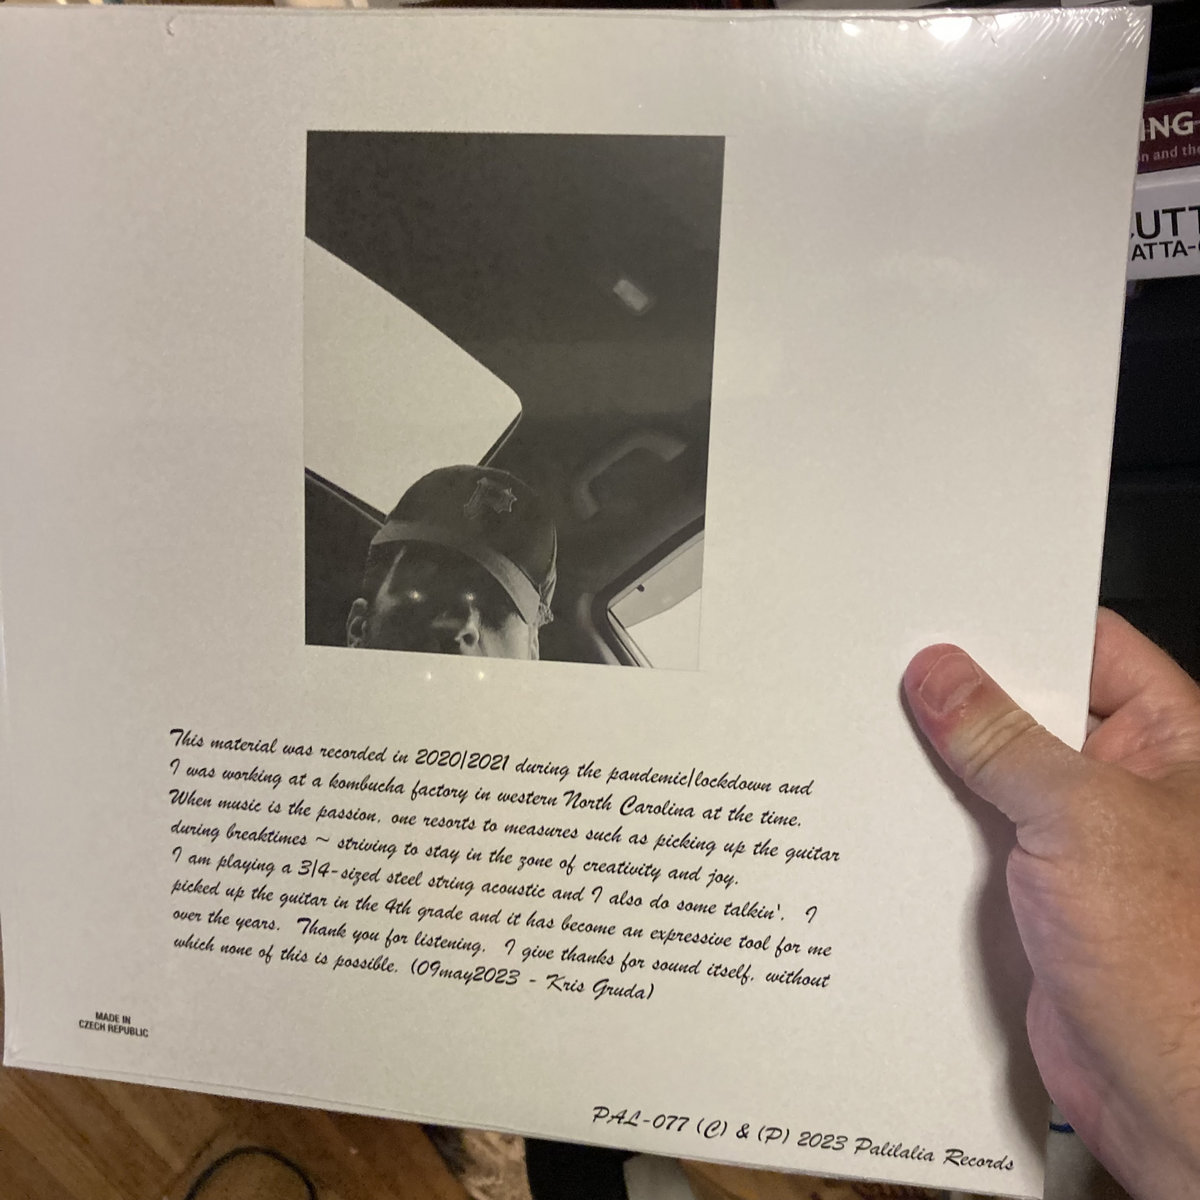 ING
n and the
UTT
ATTA-
This material was recorded in 2020/2021 during the pandemic/lockdown and
I was working at a kombucha factory in western North Carolina at the time.
When music is the passion, one resorts to measures such as picking up the guitar
during breaktimes ~ striving to stay in the zone of creativity and joy.
I am playing a 3/4-sized steel string acoustic and I also do some talkin'. I
picked up the guitar in the 4th grade and it has become an expressive tool for me
over the years. Thank you for listening. I give thanks for sound itself, without
which none of this is possible. (09may2023 - Kris Gruda)
MADE IN
CZECH REPUBLIC
PAL-077 (C) & (P) 2023 Palilalia Records